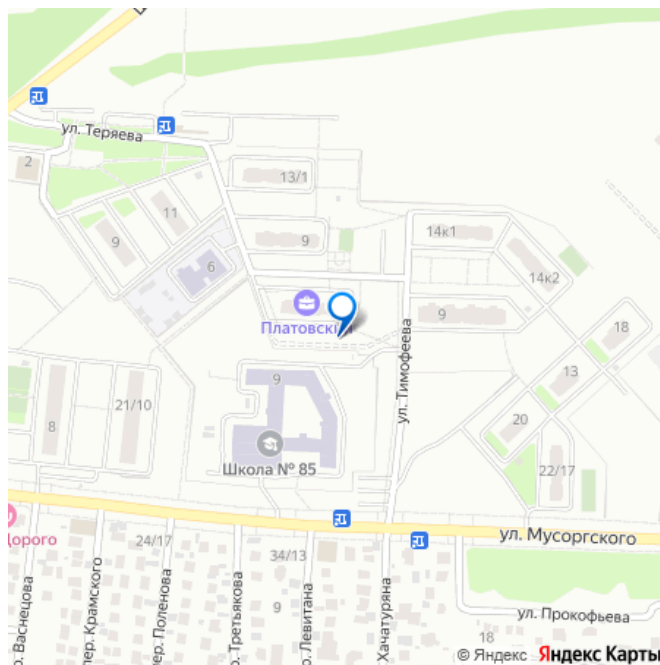 ул. Теряева
2
13/1
11
9
9
14к1
6
14к2
Платовский
9
18
ул. Тимофеева
13
9
21/10
8
20
Школа № 85
22/17
ул. Мусоргского
Дорого
24/17
34/13
9
р. Васнецова
пер. Крамского
пер. Поленова
р. Третьякова
р. Левитана
р. Хачатуряна
ул. Прокофьева
18
© Яндекс Яндекс Карты